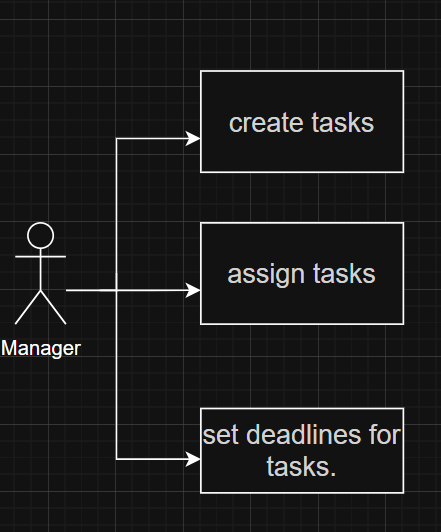 create tasks
assign tasks
Manager
set deadlines for
tasks.